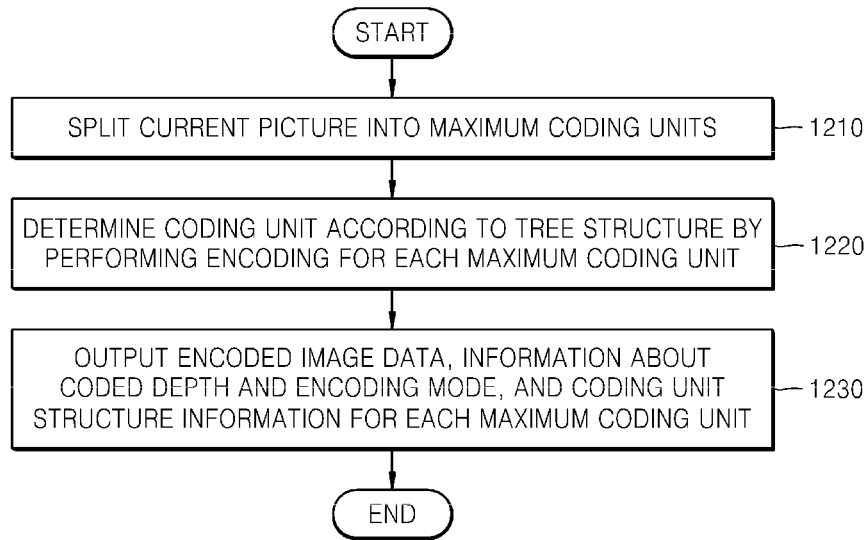 START
SPLIT CURRENT PICTURE INTO MAXIMUM CODING UNITS
1210
DETERMINE CODING UNIT ACCORDING TO TREE STRUCTURE BY
PERFORMING ENCODING FOR EACH MAXIMUM CODING UNIT
1220
OUTPUT ENCODED IMAGE DATA, INFORMATION ABOUT
CODED DEPTH AND ENCODING MODE, AND CODING UNIT
STRUCTURE INFORMATION FOR EACH MAXIMUM CODING UNIT
1230
END